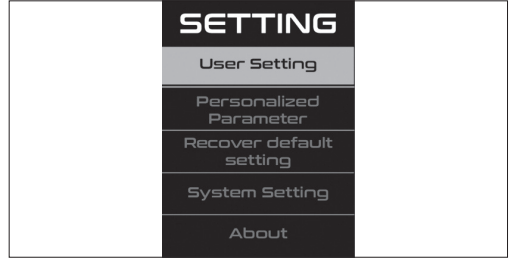 SETTING
User Setting
Personalized
Parameter
Recover default
setting
System Setting
About